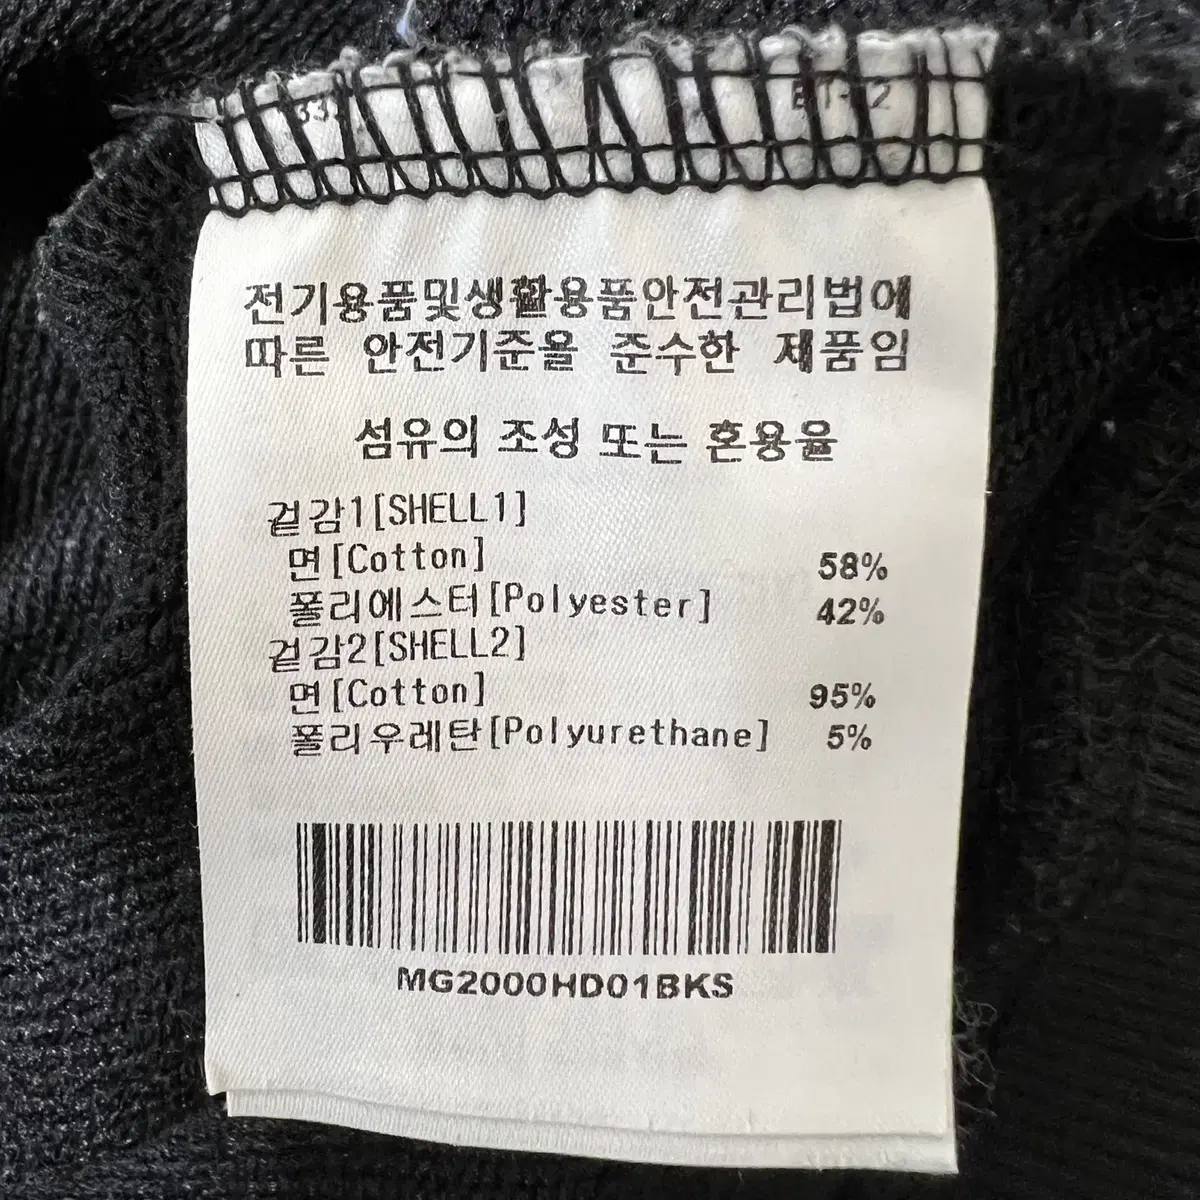 전기용품및생활용품안전관리법에
따른 안전기준을 준수한 제품임
섬유의 조성 또는 혼용율
겉감1[SHELL1]
면[Cotton] 58%
폴리에스터[Polyester] 42%
겉감2[SHELL2]
면[Cotton] 95%
폴리우레탄[Polyurethane] 5%
MG2000HD01BKS